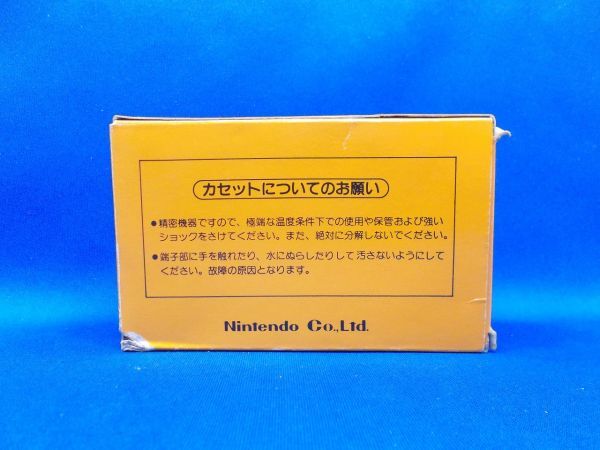 カセットについてのお願い
●精密機器ですので、極端な温度条件下での使用や保管および強い
ショックをさけてください。また、絶対に分解しないでください。
●端子部に手を触れたり、水にぬらしたりして汚さないようにして
ください。故障の原因となります。
Nintendo Co.,Ltd.